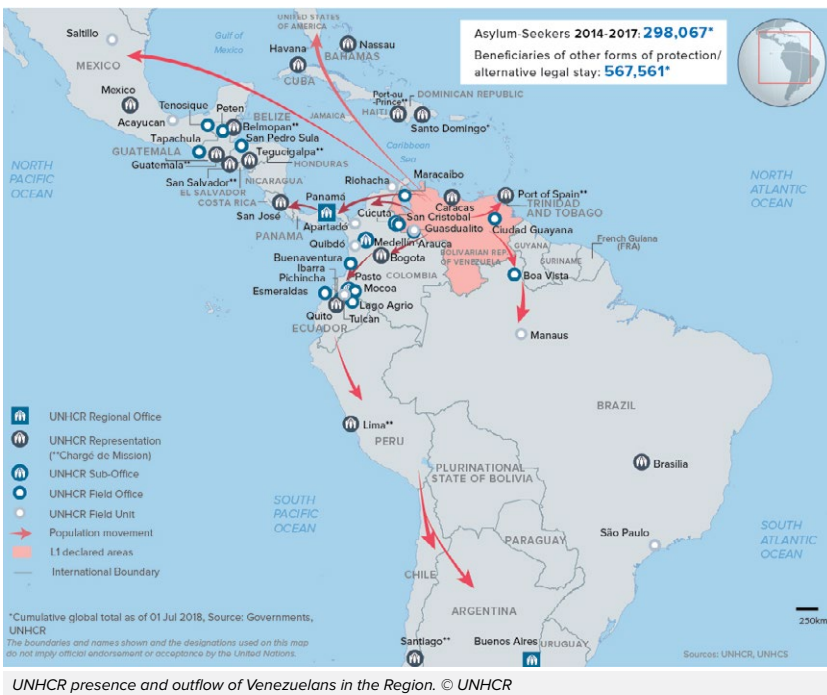 UNITED STATES
OF AMERICA
Asylum-Seekers 2014-2017: 298,067*
Beneficiaries of other forms of protection/
alternative legal stay: 567,561*
Saltillo
Gulf of
Mexico
Nassau
BAHAMAS
Havana
CUBA
MEXICO
Mexico
Acayucan
Tenosique
Peten
BELIZE
Belmopan**
San Pedro Sula
Tapachula
GUATEMALA
Tegucigalpa**
Guatemala**
HONDURAS
San Salvador**
NICARAGUA
EL SALVADOR
COSTA RICA
San José
JAMAICA
Port-au
-Prince**
HAITI
DOMINICAN REPUBLIC
Santo Domingo*
Caribbean
Sea
NORTH
PACIFIC
OCEAN
NORTH
ATLANTIC
OCEAN
Riohacha
Maracaibo
Panamá
PANAMA
Apartadó
Cúcuta
Caracas
San Cristobal
Guasdualito
Port of Spain**
TRINIDAD
AND TOBAGO
Ciudad Guayana
Quibdó
Medellín
Arauca
BOLIVARIAN REP
OF VENEZUELA
GUYANA
SURINAME
French Guiana
(FRA)
Buenaventura
Bogota
COLOMBIA
Boa Vista
Ibarra
Pichincha
Pasto
Mocoa
Esmeraldas
Lago Agrio
Quito
Tulcan
ECUADOR
Manaus
BRAZIL
Lima**
PERU
Brasilia
PLURINATIONAL
STATE OF BOLIVIA
SOUTH
PACIFIC
OCEAN
São Paulo
SOUTH
ATLANTIC
OCEAN
PARAGUAY
CHILE
ARGENTINA
Santiago**
Buenos Aires
URUGUAY
250km
UNHCR Regional Office
UNHCR Representation
(**Chargé de Mission)
UNHCR Sub-Office
UNHCR Field Office
UNHCR Field Unit
Population movement
L1 declared areas
International Boundary
*Cumulative global total as of 01 Jul 2018, Source: Governments,
UNHCR
The boundaries and names shown and the designations used on this map
do not imply official endorsement or acceptance by the United Nations.
Sources: UNHCR, UNHCS
UNHCR presence and outflow of Venezuelans in the Region. © UNHCR